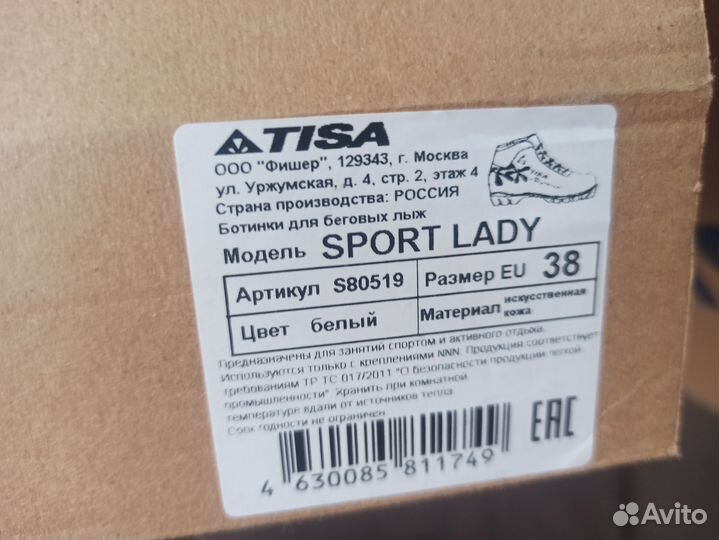 TISA
ООО "Фишер", 129343, г. Москва
ул. Уржумская, д. 4, стр. 2, этаж 4
Страна производства: РОССИЯ
Ботинки для беговых лыж
Модель SPORT LADY
Артикул S80519 Размер EU 38
Цвет белый Материал искусственная кожа
Предназначены для занятий спортом и активного отдыха.
Используются только с креплениями NNN. Продукция соответствует
требованиям ТР ТС 017/2011 "О безопасности продукции легкой
промышленности". Хранить при комнатной
температуре вдали от источников тепла.
Срок годности не ограничен
EAC
4 630085 811749
Avito